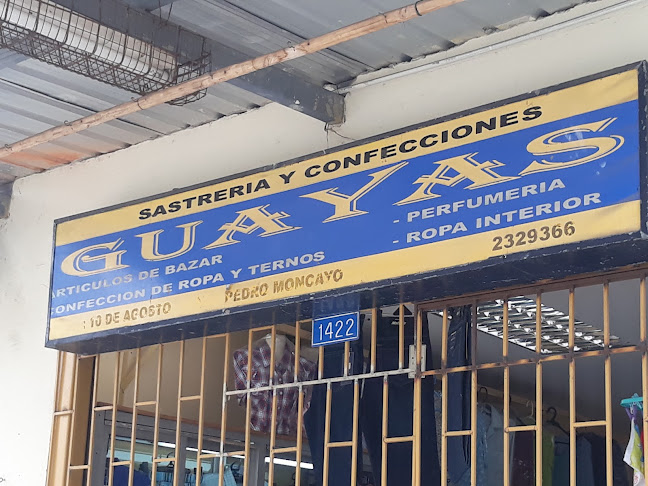 SASTRERIA Y CONFECCIONES
GUAYAS
ARTICULOS DE BAZAR
CONFECCION DE ROPA Y TERNOS
- PERFUMERIA
- ROPA INTERIOR
: 10 DE AGOSTO PEDRO MONCAYO
2329366
1422